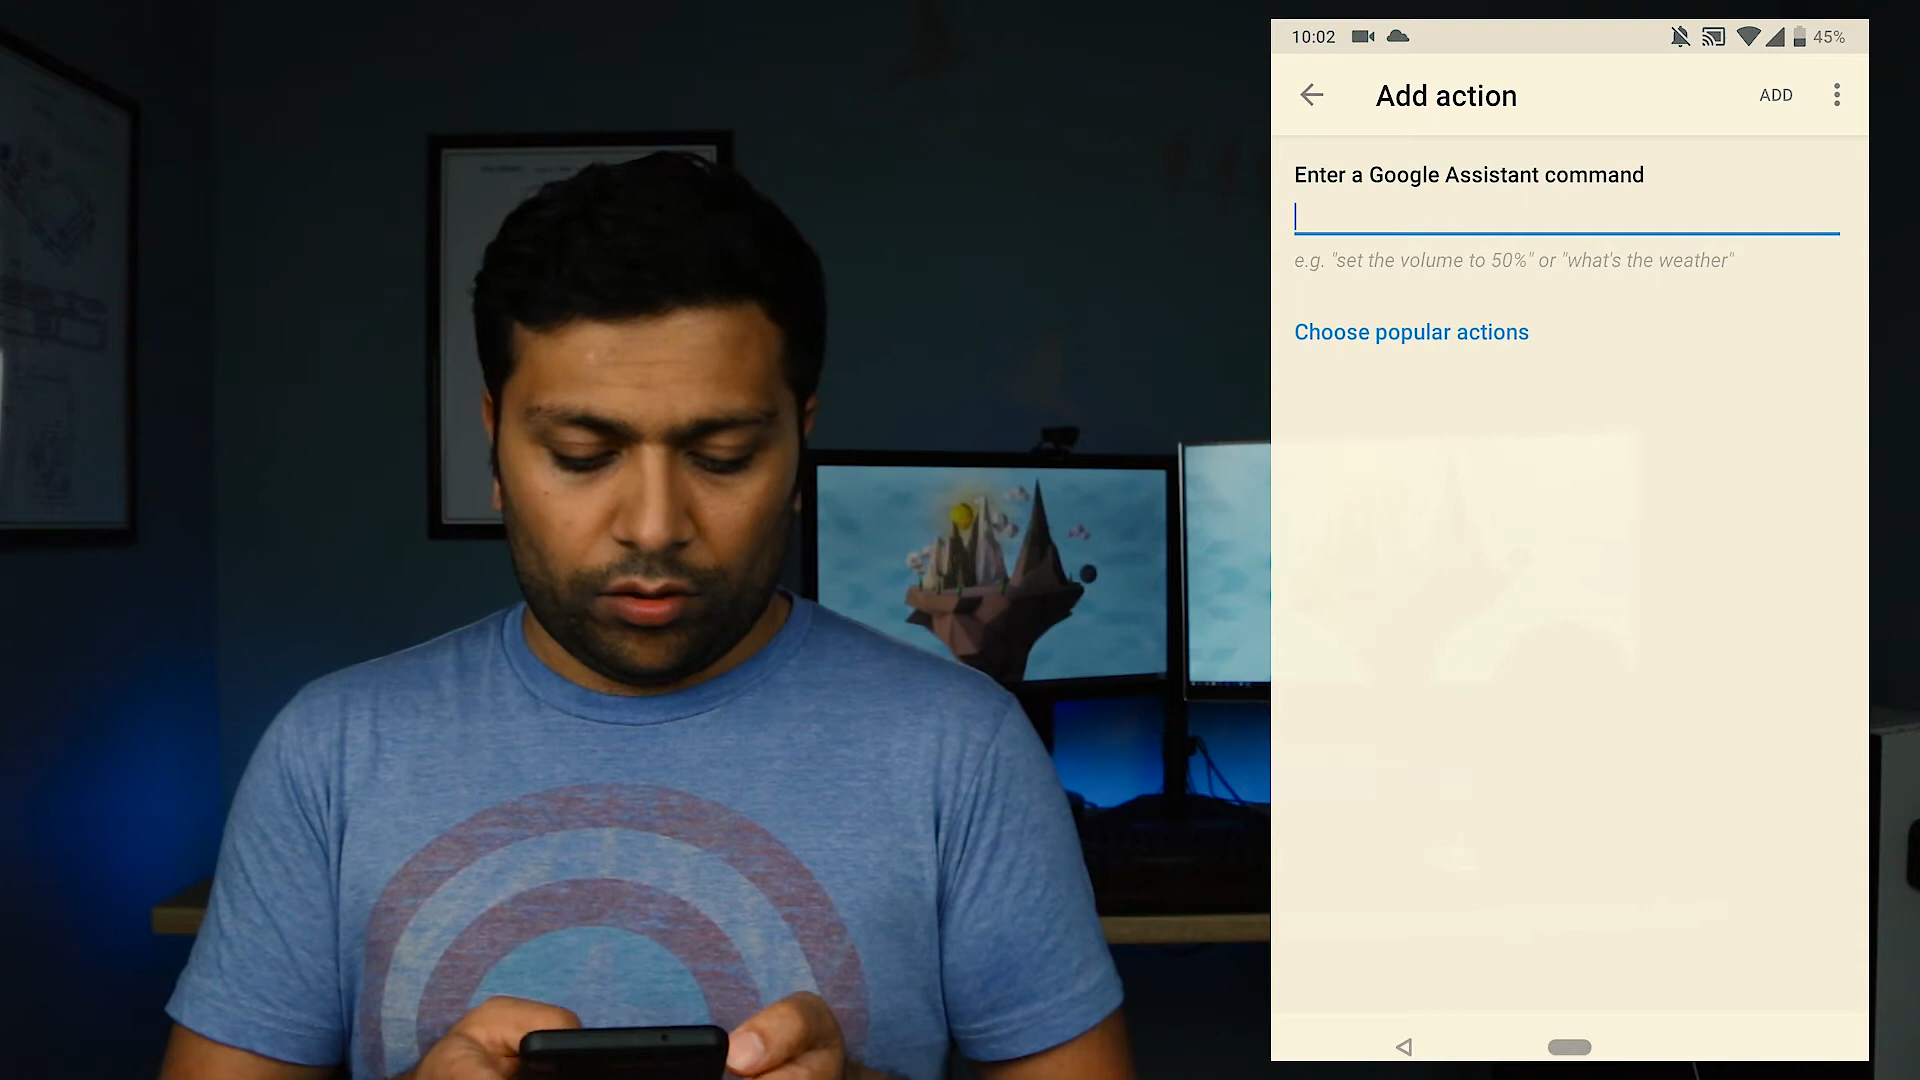 10:02
45%
Add action
ADD
Enter a Google Assistant command
e.g. "set the volume to 50%" or "what's the weather"
Choose popular actions